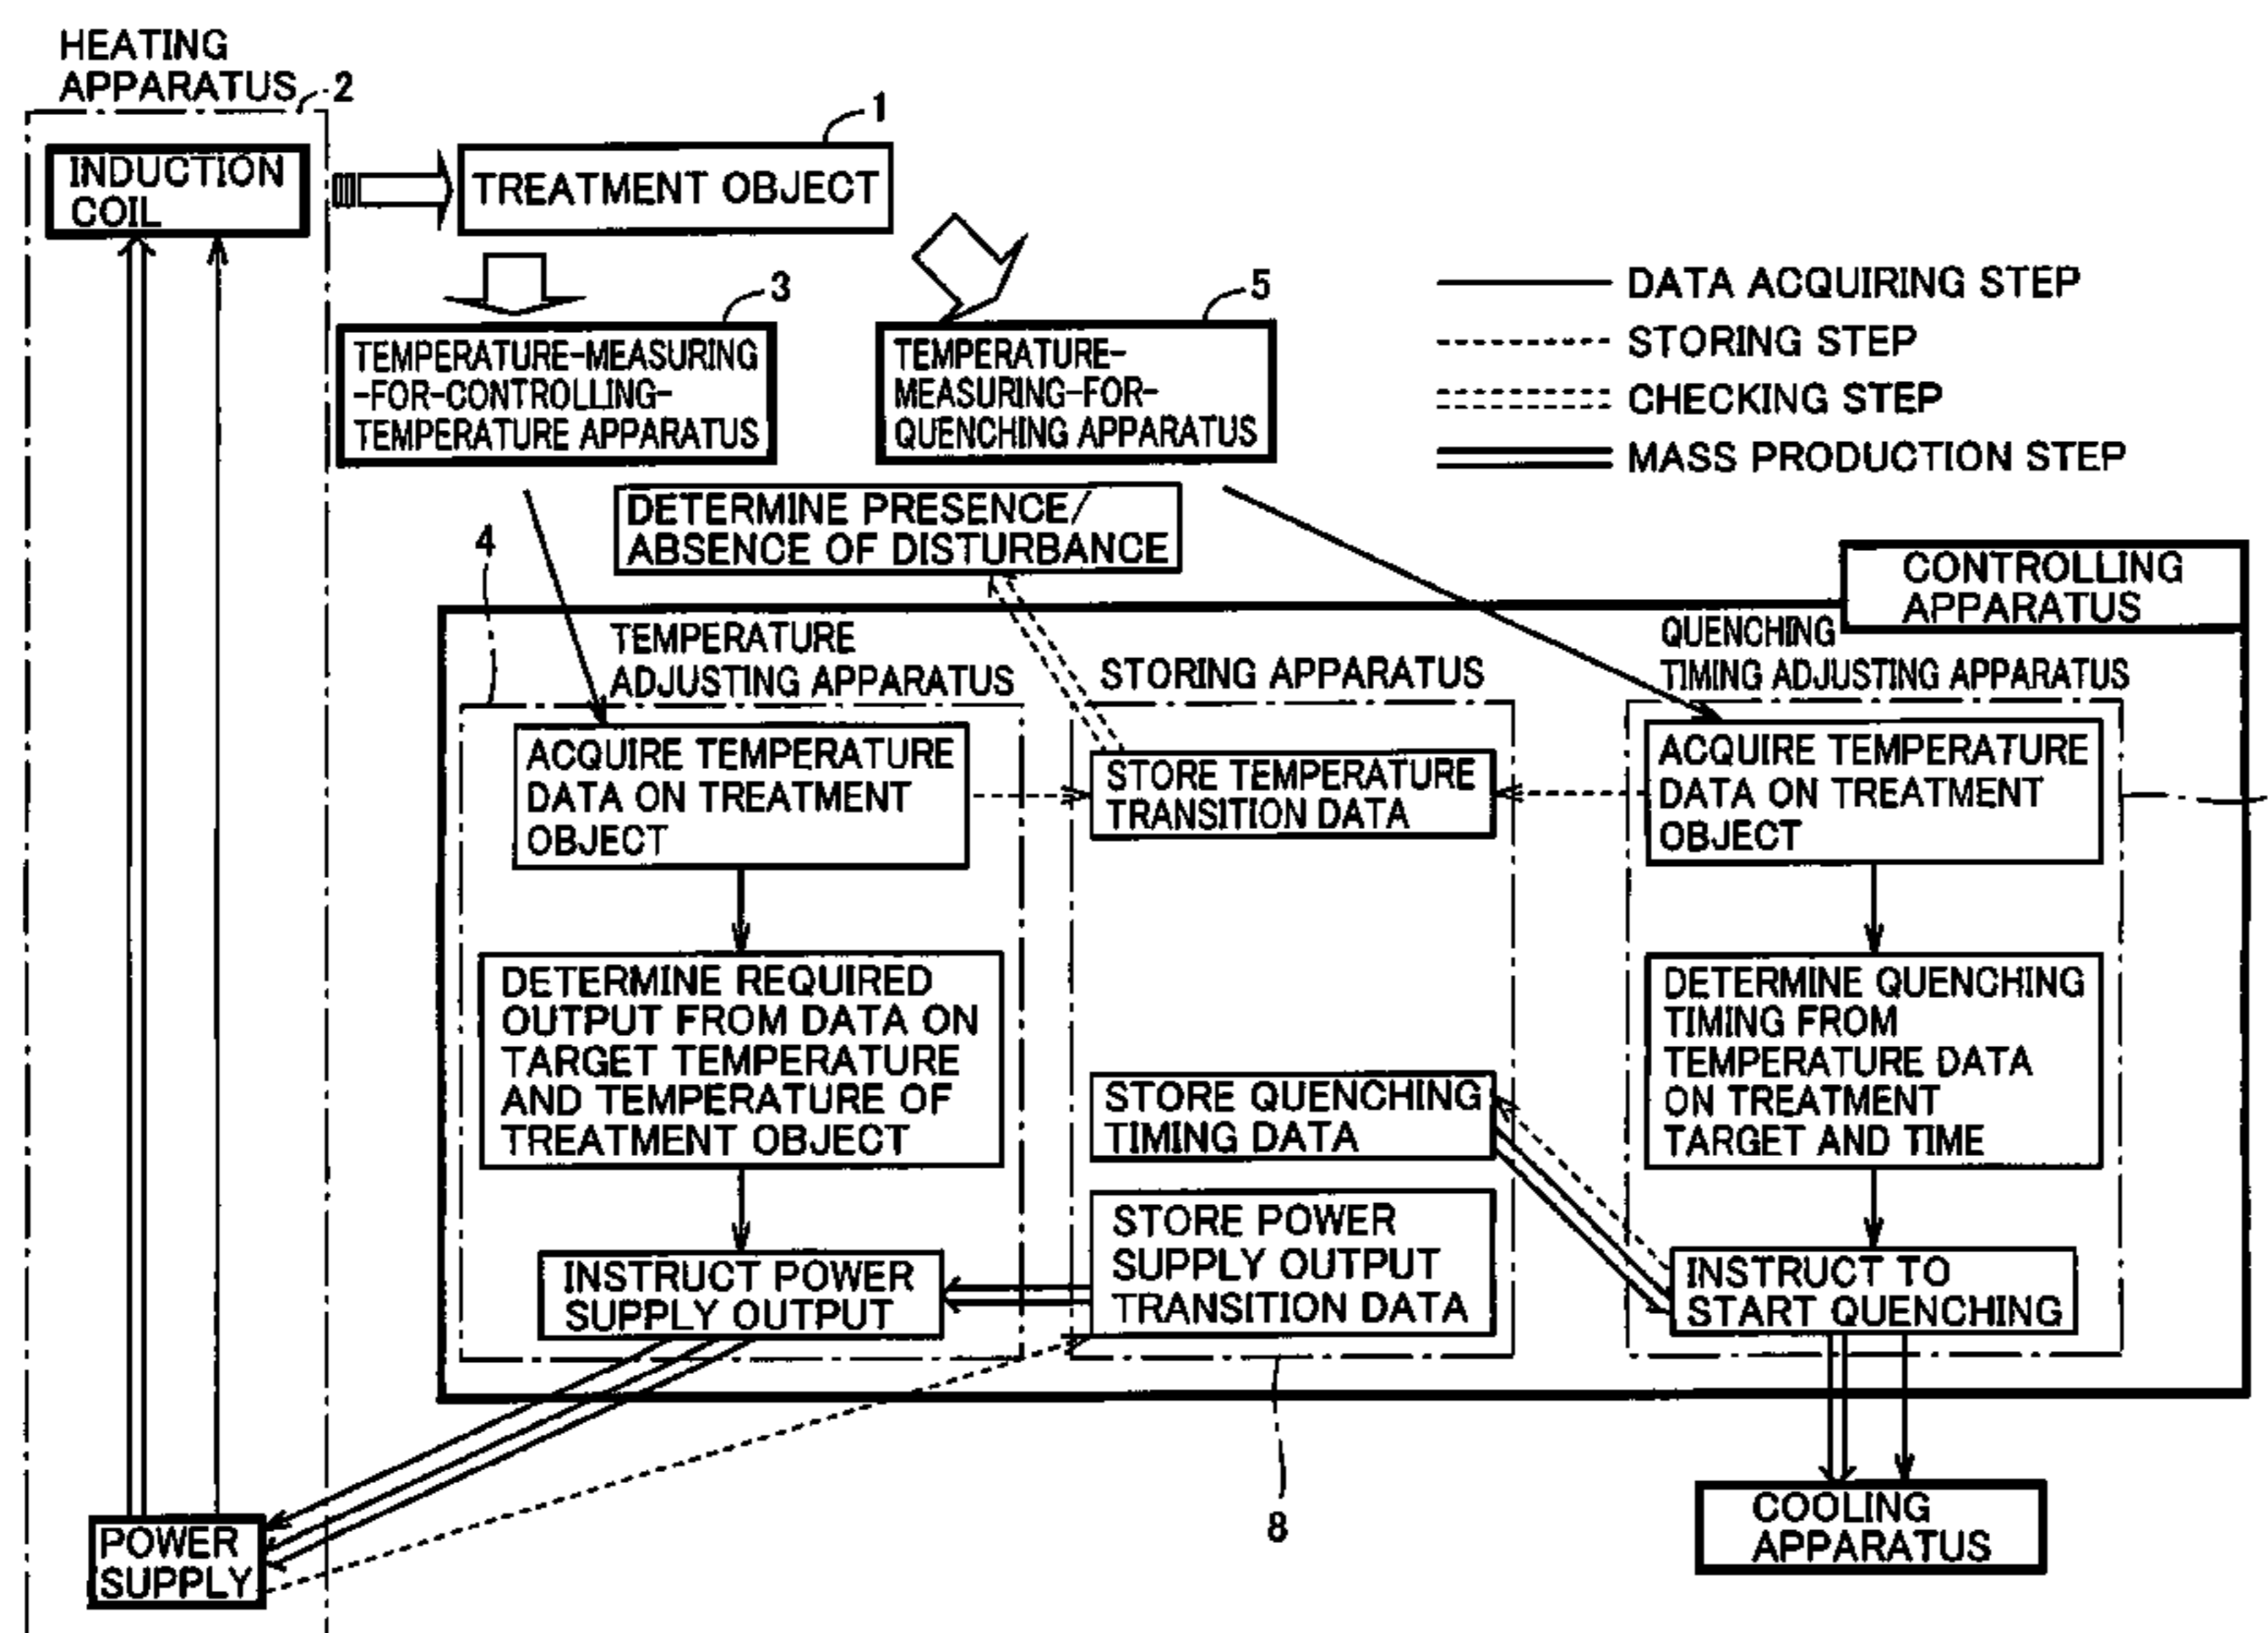 HEATING
APPARATUS
2
INDUCTION
COIL
1
TREATMENT OBJECT
3
TEMPERATURE-MEASURING
-FOR-CONTROLLING-
TEMPERATURE APPARATUS
5
TEMPERATURE-
MEASURING-FOR-
QUENCHING APPARATUS
DATA ACQUIRING STEP
STORING STEP
CHECKING STEP
MASS PRODUCTION STEP
DETERMINE PRESENCE/
ABSENCE OF DISTURBANCE
4
CONTROLLING
APPARATUS
TEMPERATURE
ADJUSTING APPARATUS
STORING APPARATUS
QUENCHING
TIMING ADJUSTING APPARATUS
ACQUIRE TEMPERATURE
DATA ON TREATMENT
OBJECT
STORE TEMPERATURE
TRANSITION DATA
ACQUIRE TEMPERATURE
DATA ON TREATMENT
OBJECT
DETERMINE REQUIRED
OUTPUT FROM DATA ON
TARGET TEMPERATURE
AND TEMPERATURE OF
TREATMENT OBJECT
STORE QUENCHING
TIMING DATA
DETERMINE QUENCHING
TIMING FROM
TEMPERATURE DATA
ON TREATMENT
TARGET AND TIME
INSTRUCT POWER
SUPPLY OUTPUT
STORE POWER
SUPPLY OUTPUT
TRANSITION DATA
INSTRUCT TO
START QUENCHING
8
POWER
SUPPLY
COOLING
APPARATUS